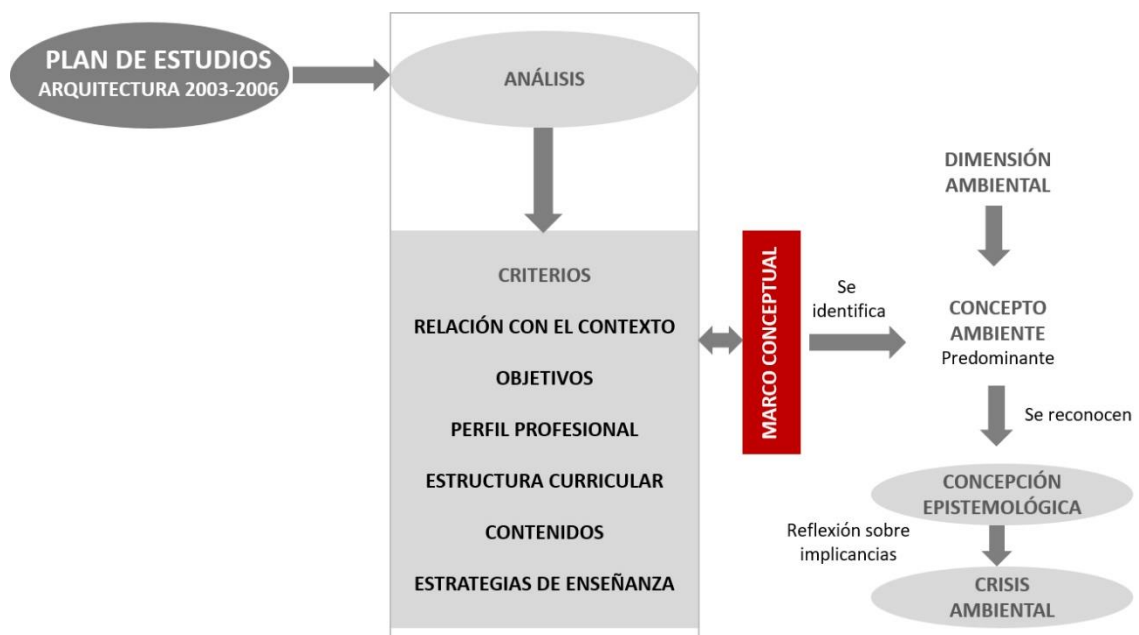 PLAN DE ESTUDIOS
ARQUITECTURA 2003-2006
ANÁLISIS
CRITERIOS
RELACIÓN CON EL CONTEXTO
OBJETIVOS
PERFIL PROFESIONAL
ESTRUCTURA CURRICULAR
CONTENIDOS
ESTRATEGIAS DE ENSEÑANZA
MARCO CONCEPTUAL
Se
identifica
DIMENSIÓN
AMBIENTAL
CONCEPTO
AMBIENTE
Predominante
Se reconocen
CONCEPCIÓN
EPISTEMOLÓGICA
Reflexión sobre
implicancias
CRISIS
AMBIENTAL